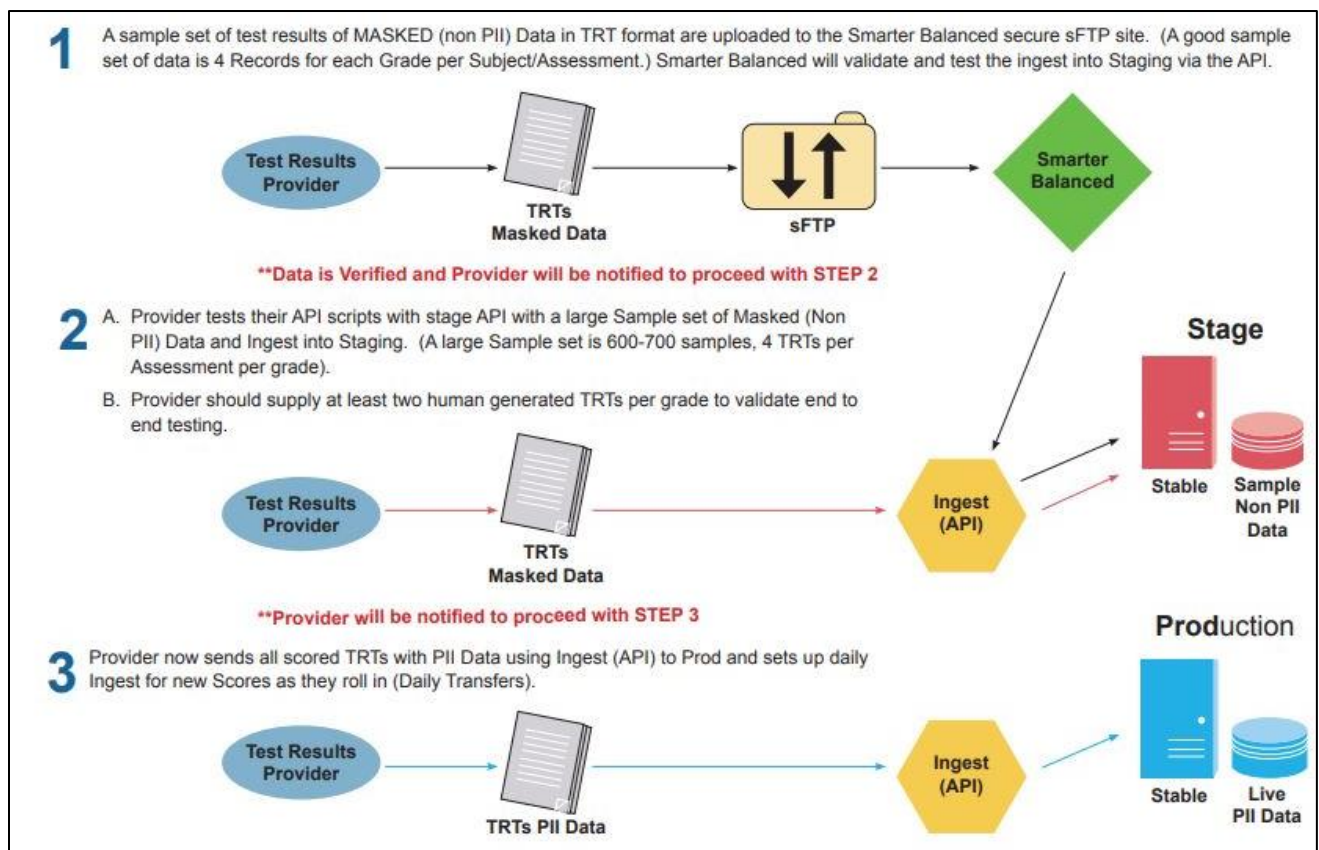 1
A sample set of test results of MASKED (non PII) Data in TRT format are uploaded to the Smarter Balanced secure sFTP site. (A good sample
set of data is 4 Records for each Grade per Subject/Assessment.) Smarter Balanced will validate and test the ingest into Staging via the API.
Test Results
Provider
TRTs
Masked Data
sFTP
Smarter
Balanced
**Data is Verified and Provider will be notified to proceed with STEP 2
2
A. Provider tests their API scripts with stage API with a large Sample set of Masked (Non
PII) Data and Ingest into Staging. (A large Sample set is 600-700 samples, 4 TRTs per
Assessment per grade).
B. Provider should supply at least two human generated TRTs per grade to validate end to
end testing.
Test Results
Provider
TRTs
Masked Data
Ingest
(API)
Stage
Stable
Sample
Non PII
Data
**Provider will be notified to proceed with STEP 3
3
Provider now sends all scored TRTs with PII Data using Ingest (API) to Prod and sets up daily
Ingest for new Scores as they roll in (Daily Transfers).
Test Results
Provider
TRTs PII Data
Ingest
(API)
Production
Stable
Live
PII Data